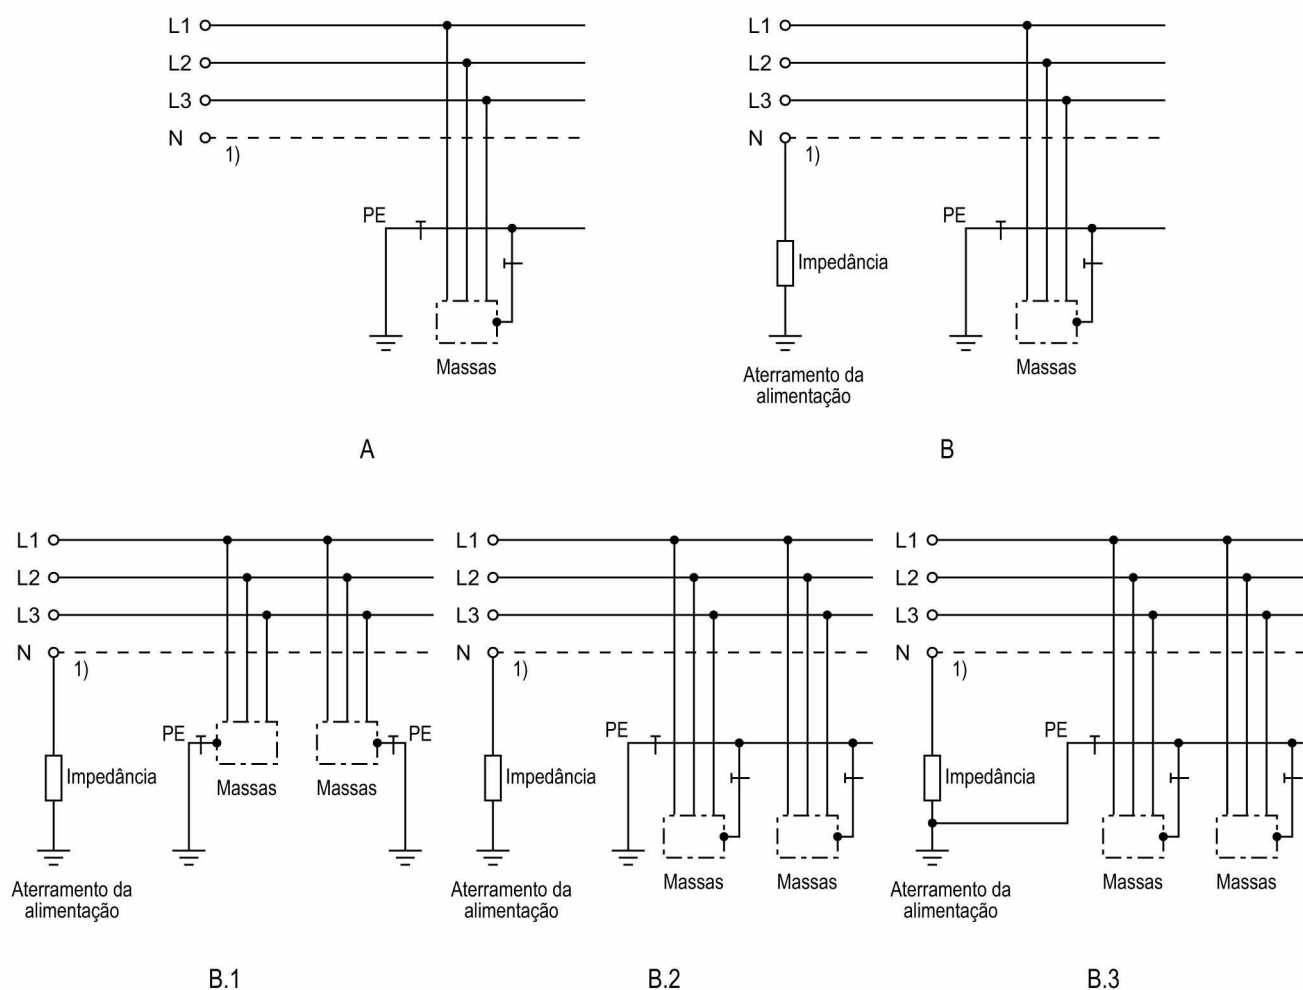 L1
L2
L3
N
1)
PE
Massas
A
L1
L2
L3
N
1)
PE
Impedância
Massas
Aterramento da
alimentação
B
L1
L2
L3
N
1)
PE
PE
Impedância
Massas
Massas
Aterramento da
alimentação
B.1
L1
L2
L3
N
1)
PE
Impedância
Massas
Massas
Aterramento da
alimentação
B.2
L1
L2
L3
N
1)
PE
Impedância
Massas
Massas
Aterramento da
alimentação
B.3